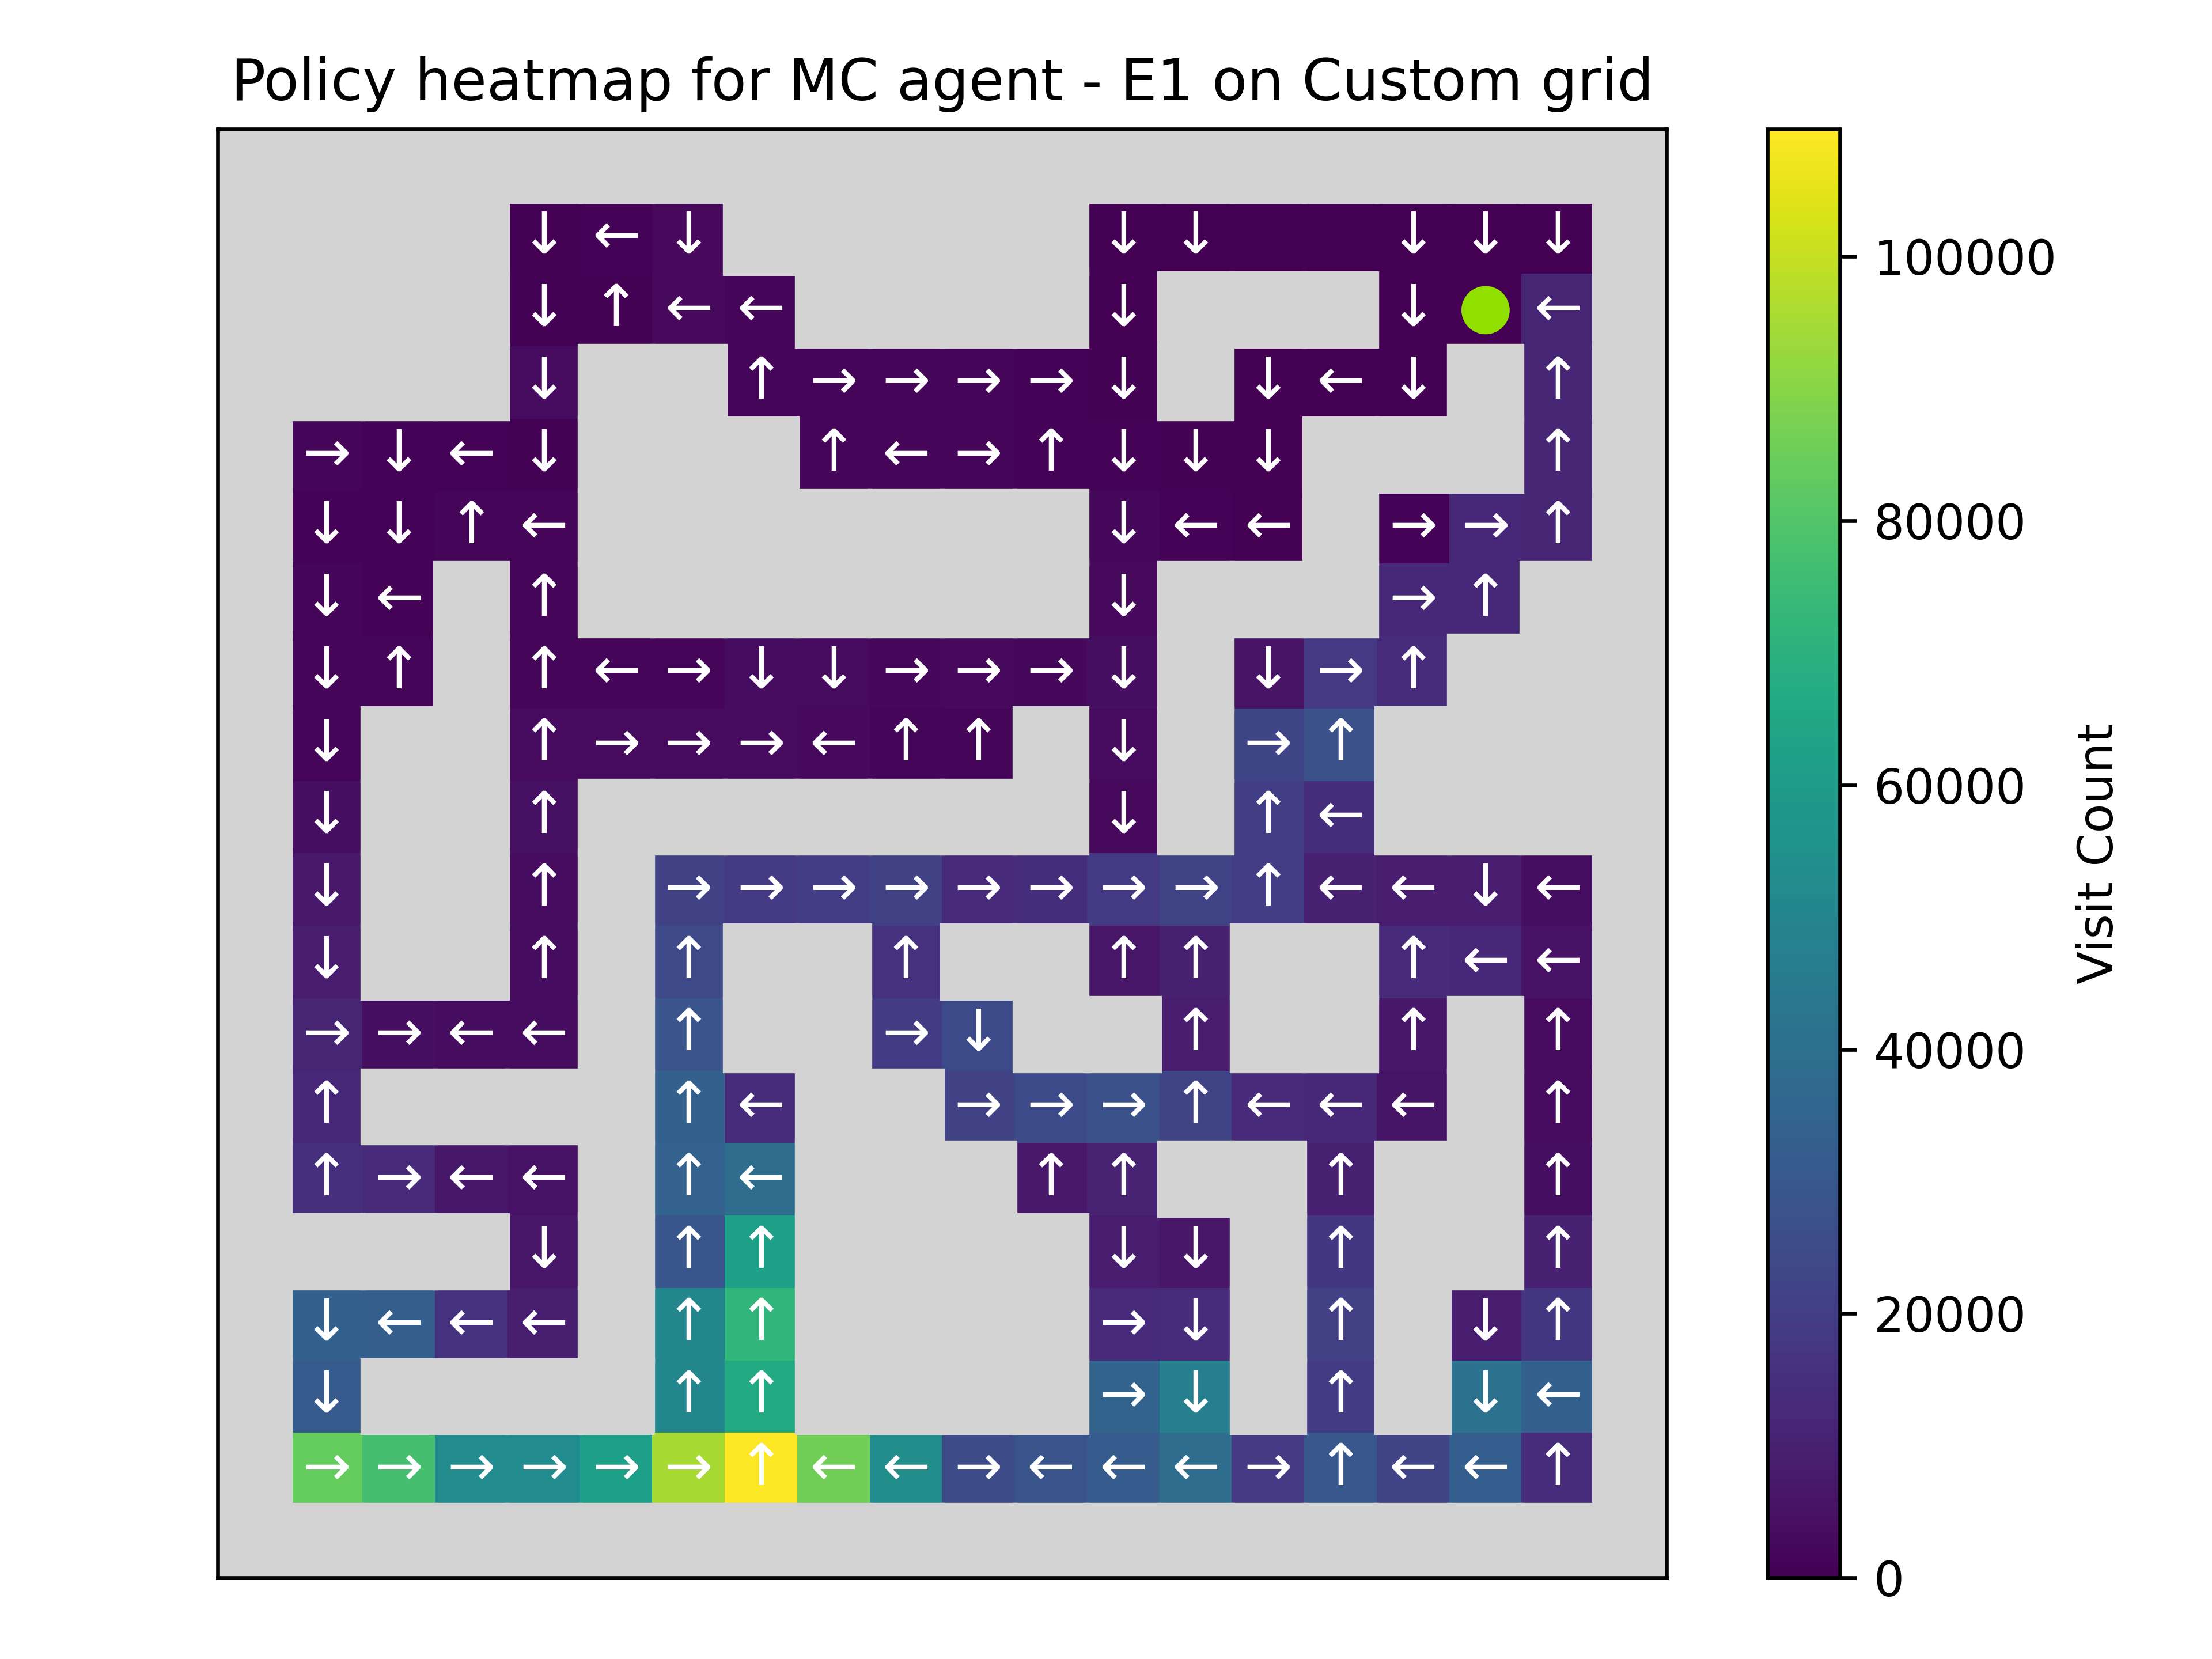 Policy heatmap for MC agent - E1 on Custom grid
↓ ← ↓ ↓ ↓ ↓ ↓ ↓
↓ ↑ ← ← ↓ ↓ ←
↓ ↑ → → → → ↓ ↓ ← ↓ ↑
→ ↓ ← ↓ ↑ ← → ↑ ↓ ↓ ↓ ↑
↓ ↓ ↑ ← ↓ ← ← → → ↑
↓ ← ↑ ↓ → ↑
↓ ↑ ↑ ← → ↓ ↓ → → → ↓ ↓ → ↑
↓ ↑ → → → ← ↑ ↑ ↓ → ↑
↓ ↑ ↓ ↑ ←
↓ ↑ → → → → → → → → ↑ ← ← ↓ ←
↓ ↑ ↑ ↑ ↑ ↑ ↑ ← ←
→ → ← ← ↑ → ↓ ↑ ↑ ↑
↑ ↑ ← → → → ↑ ← ← ← ↑
↑ → ← ← ↑ ← ↑ ↑ ↑ ↑
↓ ↑ ↑ ↓ ↓ ↑ ↑
↓ ← ← ← ↑ ↑ → ↓ ↑ ↓ ↑
↓ ↑ ↑ → ↓ ↑ ↓ ←
→ → → → → → ↑ ← ← → ← ← ← → ↑ ← ← ↑
100000
80000
60000
40000
20000
0
Visit Count